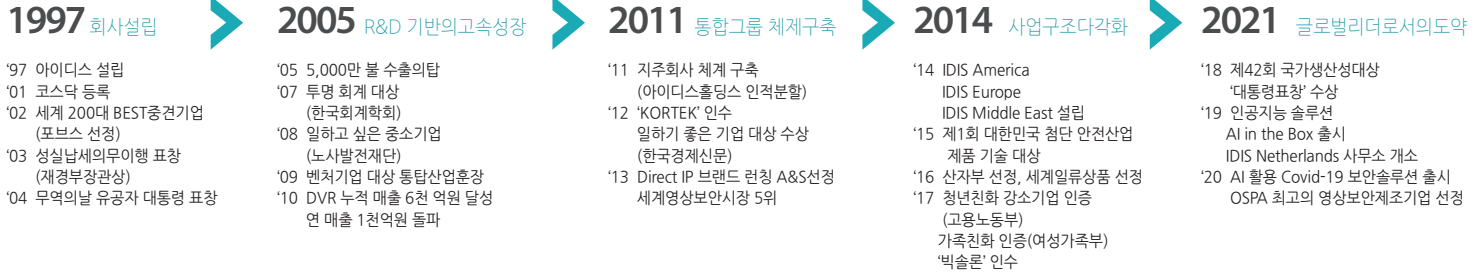 1997 회사설립
‘97 아이디스 설립
‘01 코스닥 등록
‘02 세계 200대 BEST중견기업
(포브스 선정)
‘03 성실납세의무이행 표창
(재경부장관상)
‘04 무역의날 유공자 대통령 표창
2005 R&D 기반의고속성장
‘05 5,000만 불 수출의탑
‘07 투명 회계 대상
(한국회계학회)
‘08 일하고 싶은 중소기업
(노사발전재단)
‘09 벤처기업 대상 통탑산업훈장
‘10 DVR 누적 매출 6천 억원 달성
연 매출 1천억원 돌파
2011 통합그룹 체제구축
‘11 지주회사 체계 구축
(아이디스홀딩스 인적분할)
‘12 ‘KORTEK’ 인수
일하기 좋은 기업 대상 수상
(한국경제신문)
‘13 Direct IP 브랜드 런칭 A&S선정
세계영상보안시장 5위
2014 사업구조다각화
‘14 IDIS America
IDIS Europe
IDIS Middle East 설립
‘15 제1회 대한민국 첨단 안전산업
제품 기술 대상
‘16 산자부 선정, 세계일류상품 선정
‘17 청년친화 강소기업 인증
(고용노동부)
가족친화 인증(여성가족부)
‘빅솔론’ 인수
2021 글로벌리더로서의도약
‘18 제42회 국가생산성대상
‘대통령표창’ 수상
‘19 인공지능 솔루션
AI in the Box 출시
IDIS Netherlands 사무소 개소
‘20 AI 활용 Covid-19 보안솔루션 출시
OSPA 최고의 영상보안제조기업 선정